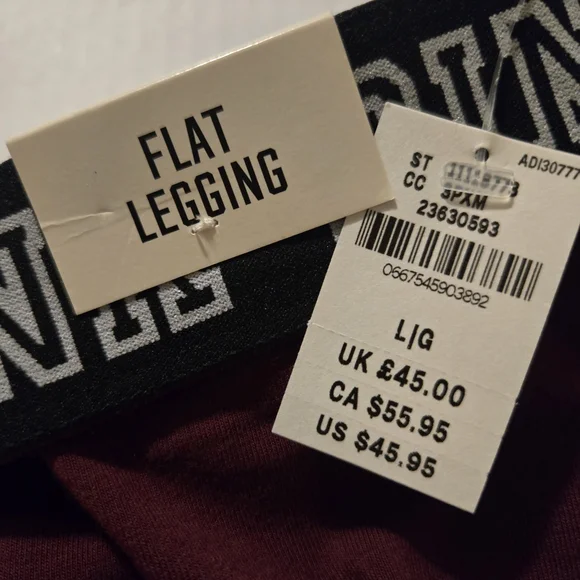 FLAT
LEGGING
ADI30777
ST
CC 3PXM
23630593
0667545903892
L|G
UK £45.00
CA $55.95
US $45.95